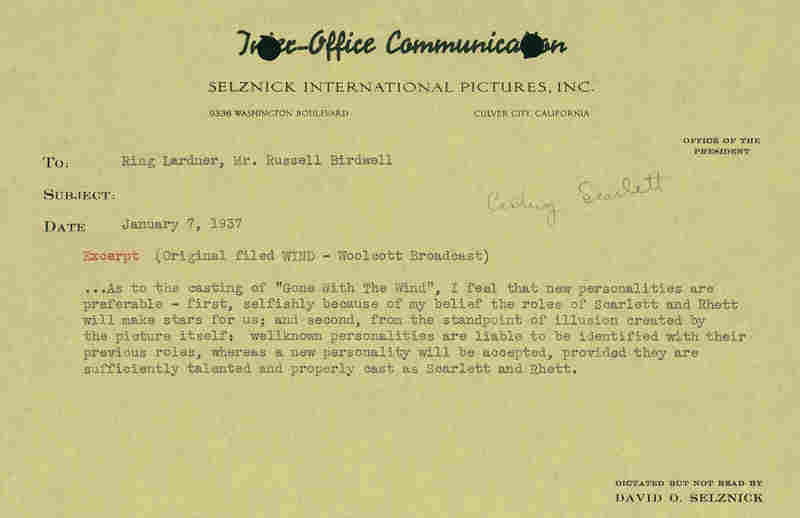 Inter-Office Communication
SELZNICK INTERNATIONAL PICTURES, INC.
9336 WASHINGTON BOULEVARD CULVER CITY, CALIFORNIA
OFFICE OF THE
PRESIDENT
TO: Ring Lardner, Mr. Russell Birdwell
SUBJECT:
Casting Scarlett
DATE January 7, 1937
Excerpt (Original filed WIND - Woolcott Broadcast)
...As to the casting of "Gone With The Wind", I feel that new personalities are
preferable - first, selfishly because of my belief the roles of Scarlett and Rhett
will make stars for us; and second, from the standpoint of illusion created by
the picture itself: wellknown personalities are liable to be identified with their
previous roles, whereas a new personality will be accepted, provided they are
sufficiently talented and properly cast as Scarlett and Rhett.
DICTATED BUT NOT READ BY
DAVID O. SELZNICK